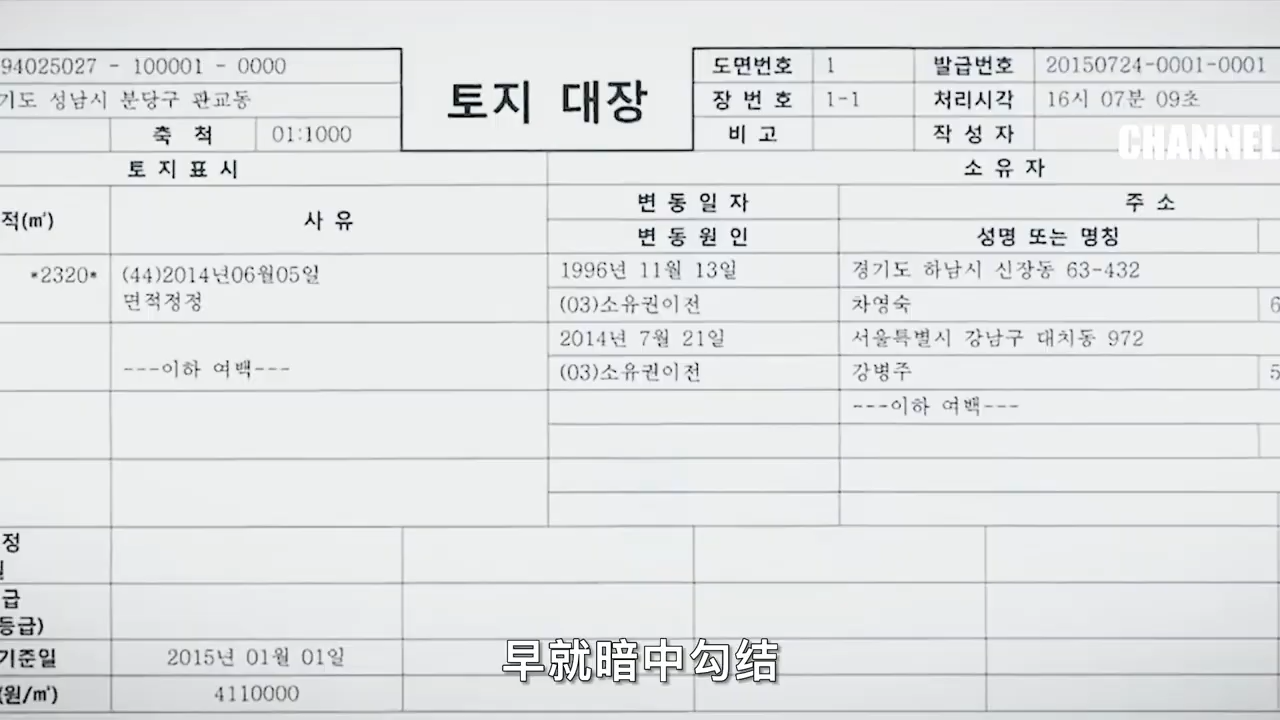 94025027 - 100001 - 0000
기도 성남시 분당구 판교동
축 척 01:1000
토지 대장
도면번호 1 발급번호 20150724-0001-0001
장 번 호 1-1 처리시각 16시 07분 09초
비 고 작 성 자
CHANNEL
토 지 표 시 소 유 자
적(㎡) 사 유 변 동 일 자 주 소
변 동 원 인 성명 또는 명칭
*2320* (44)2014년06월05일
면적정정
1996년 11월 13일 경기도 하남시 신장동 63-432
(03)소유권이전 차영숙 6
2014년 7월 21일 서울특별시 강남구 대치동 972
---이하 여백---
(03)소유권이전 강병주 5
---이하 여백---
정
급
등급)
기준일 2015년 01월 01일
(원/㎡) 4110000
早就暗中勾结